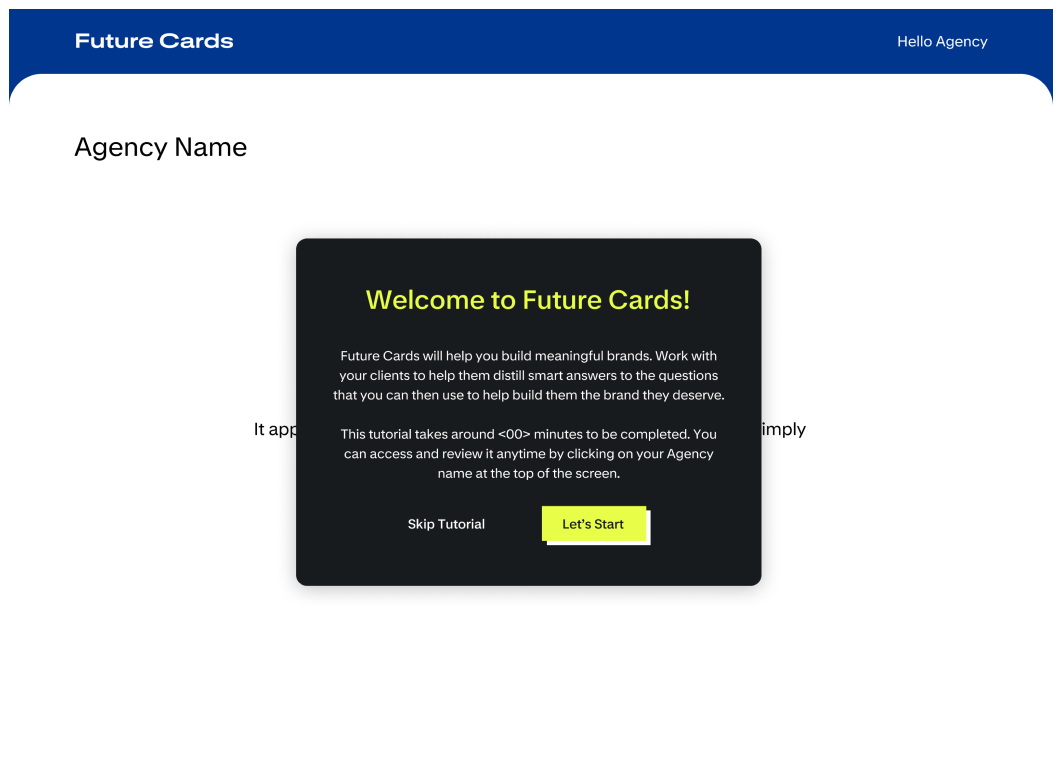 Future Cards
Hello Agency
Agency Name
Welcome to Future Cards!
Future Cards will help you build meaningful brands. Work with
your clients to help them distill smart answers to the questions
that you can then use to help build them the brand they deserve.
It app
imply
This tutorial takes around <00> minutes to be completed. You
can access and review it anytime by clicking on your Agency
name at the top of the screen.
Skip Tutorial
Let’s Start